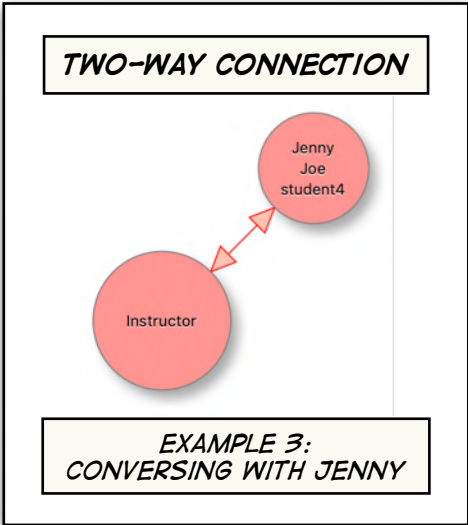 TWO-WAY CONNECTION
Jenny
Joe
student4
Instructor
EXAMPLE 3:
CONVERSING WITH JENNY